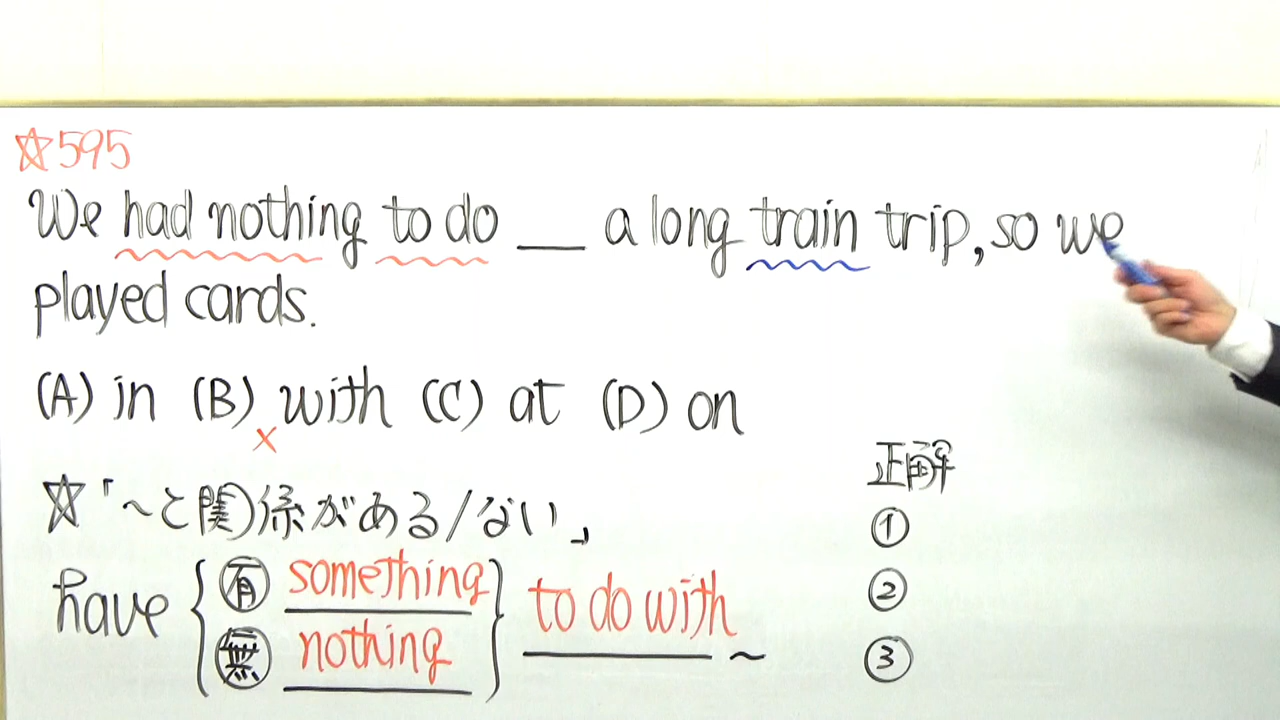 ☆595
We had nothing to do __ a long train trip, so we
played cards.
(A) in (B) with (C) at (D) on
×
☆「～と関係がある/ない」
正解
①
②
③
have { 有 something
無 nothing } to do with ～